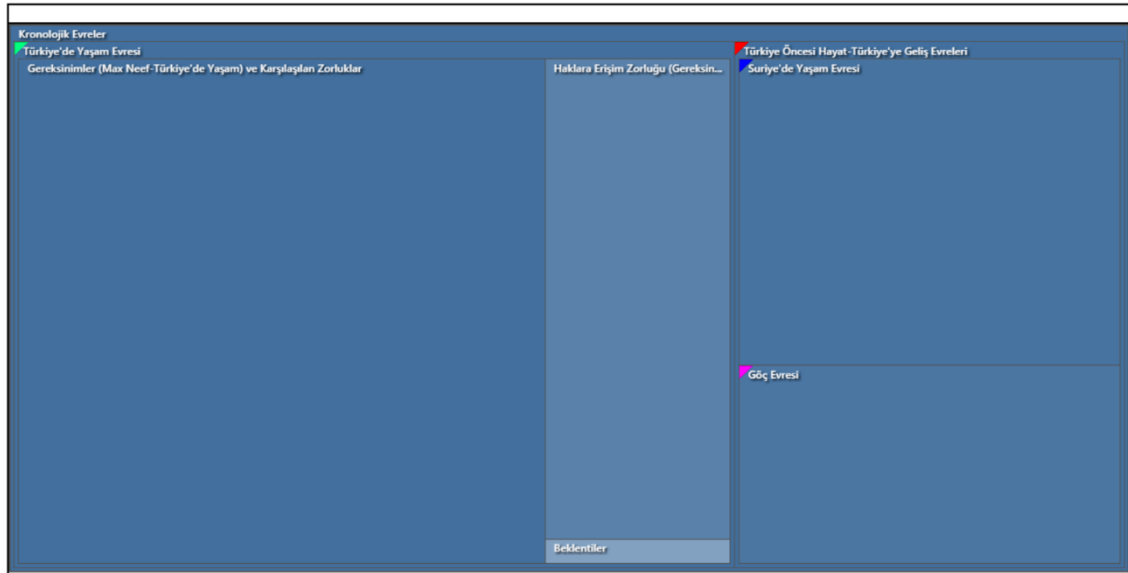 Kronolojik Evreler
Türkiye'de Yaşam Evresi
Gereksinimler (Max Neef-Türkiye'de Yaşam) ve Karşılaşılan Zorluklar
Haklara Erişim Zorluğu (Gereksin...
Beklentiler
Türkiye Öncesi Hayat-Türkiye'ye Geliş Evreleri
Suriye'de Yaşam Evresi
Göç Evresi